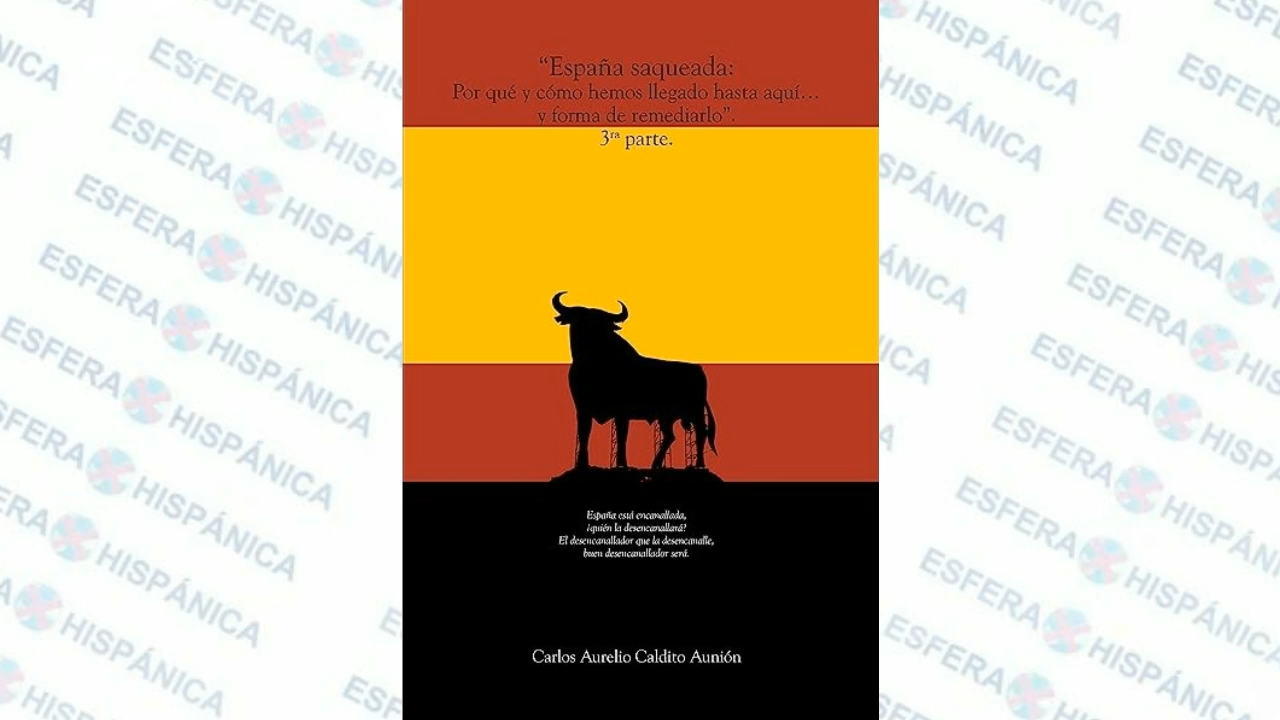 “España saqueada:
Por qué y cómo hemos llegado hasta aquí…
y forma de remediarlo”.
3ra parte.
España está encanallada,
¿quién la desencanallará?
El desencanallador que la desencanalle,
buen desencanallador será.
Carlos Aurelio Caldito Aunión
ESFERA HISPÁNICA